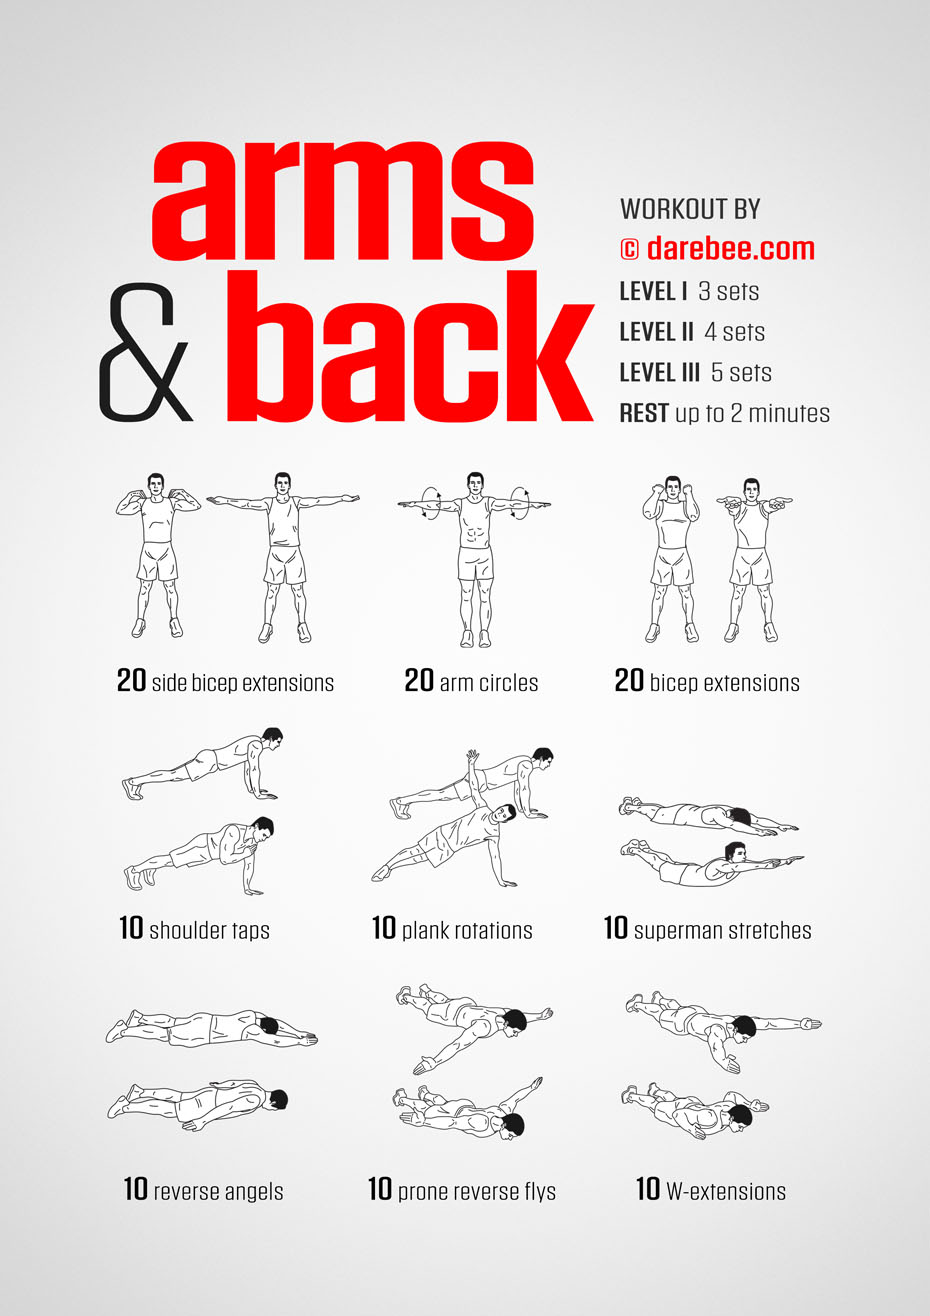 arms
& back
WORKOUT BY
© darebee.com
LEVEL I 3 sets
LEVEL II 4 sets
LEVEL III 5 sets
REST up to 2 minutes
20 side bicep extensions
20 arm circles
20 bicep extensions
10 shoulder taps
10 plank rotations
10 superman stretches
10 reverse angels
10 prone reverse flys
10 W-extensions